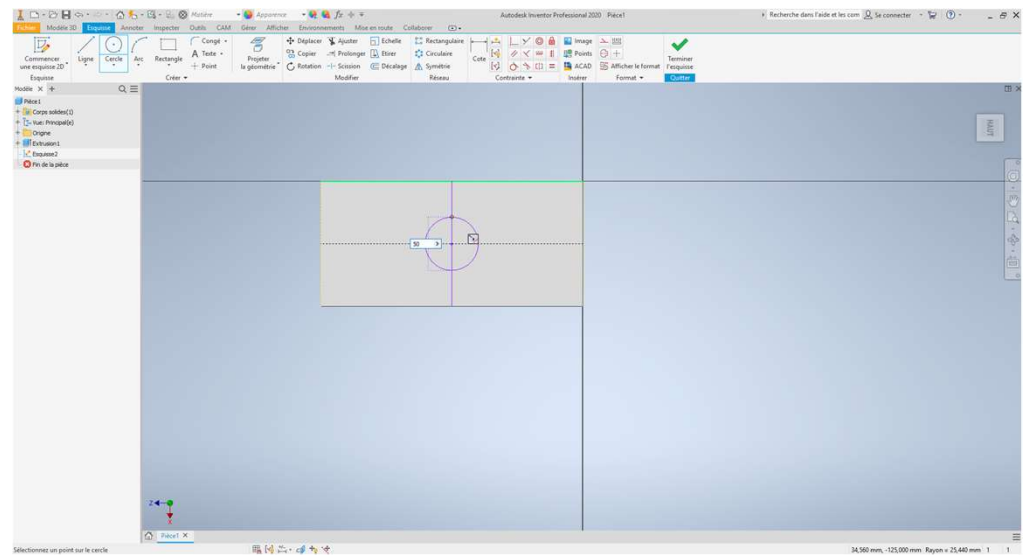 Matière Apparence fx Autodesk Inventor Professional 2020 Pièce1 Recherche dans l'aide et les com Se connecter
Fichier Modèle 3D Esquisse Annoter Inspecter Outils CAM Gérer Afficher Environnements Mise en route Collaborer
Commencer une esquisse 2D
Ligne
Cercle
Arc
Rectangle
Congé
A Texte
Point
Projeter la géométrie
Déplacer Ajuster Echelle
Copier Prolonger Etirer
Rotation Scission Décalage
Rectangulaire
Circulaire
Symétrie
Cote
Image
Points
ACAD
Afficher le format
Terminer l'esquisse
Esquisse Créer Modifier Réseau Contrainte Insérer Format Quitter
Modèle
Pièce1
Corps solides(1)
Vue: Principal(e)
Origine
Extrusion1
Esquisse2
Fin de la pièce
HAUT
50
Z
X
Pièce1
Sélectionnez un point sur le cercle
34,560 mm, -125,000 mm Rayon = 25,440 mm 1 1